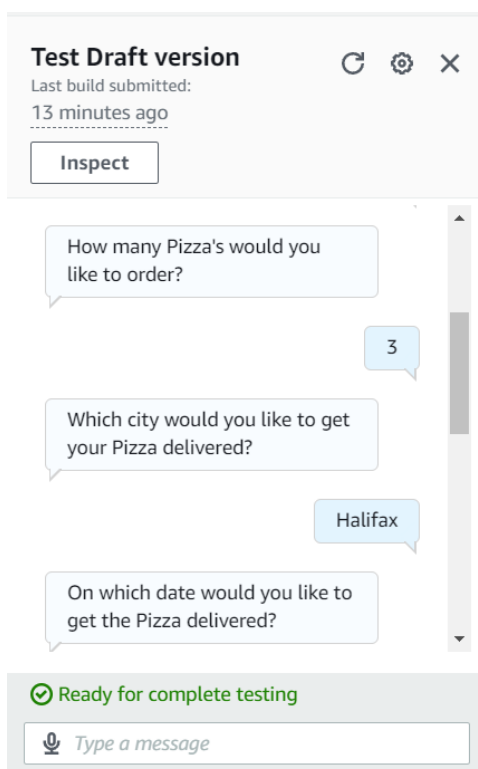 Test Draft version
Last build submitted:
13 minutes ago
Inspect
How many Pizza's would you
like to order?
3
Which city would you like to get
your Pizza delivered?
Halifax
On which date would you like to
get the Pizza delivered?
Ready for complete testing
Type a message